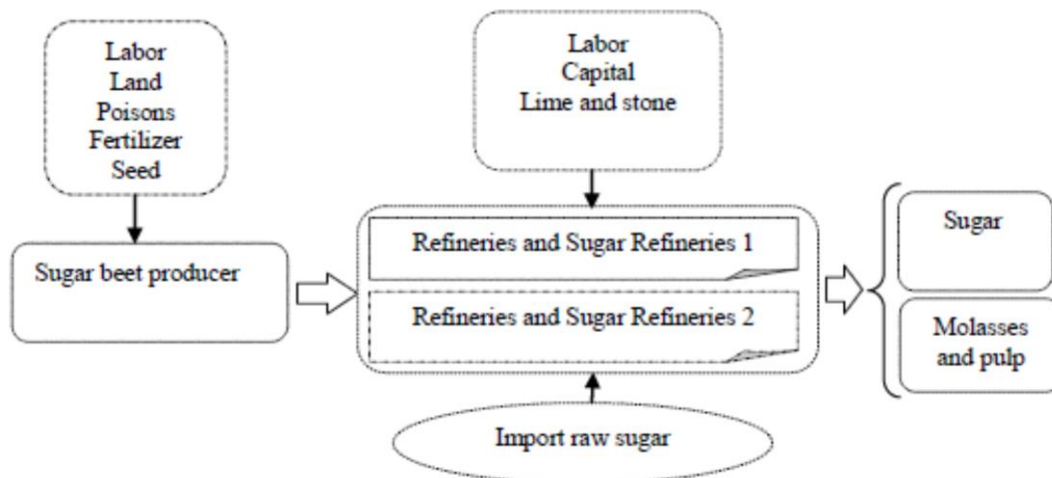 Labor
Land
Poisons
Fertilizer
Seed
Labor
Capital
Lime and stone
Sugar beet producer
Refineries and Sugar Refineries 1
Refineries and Sugar Refineries 2
Import raw sugar
Sugar
Molasses
and pulp